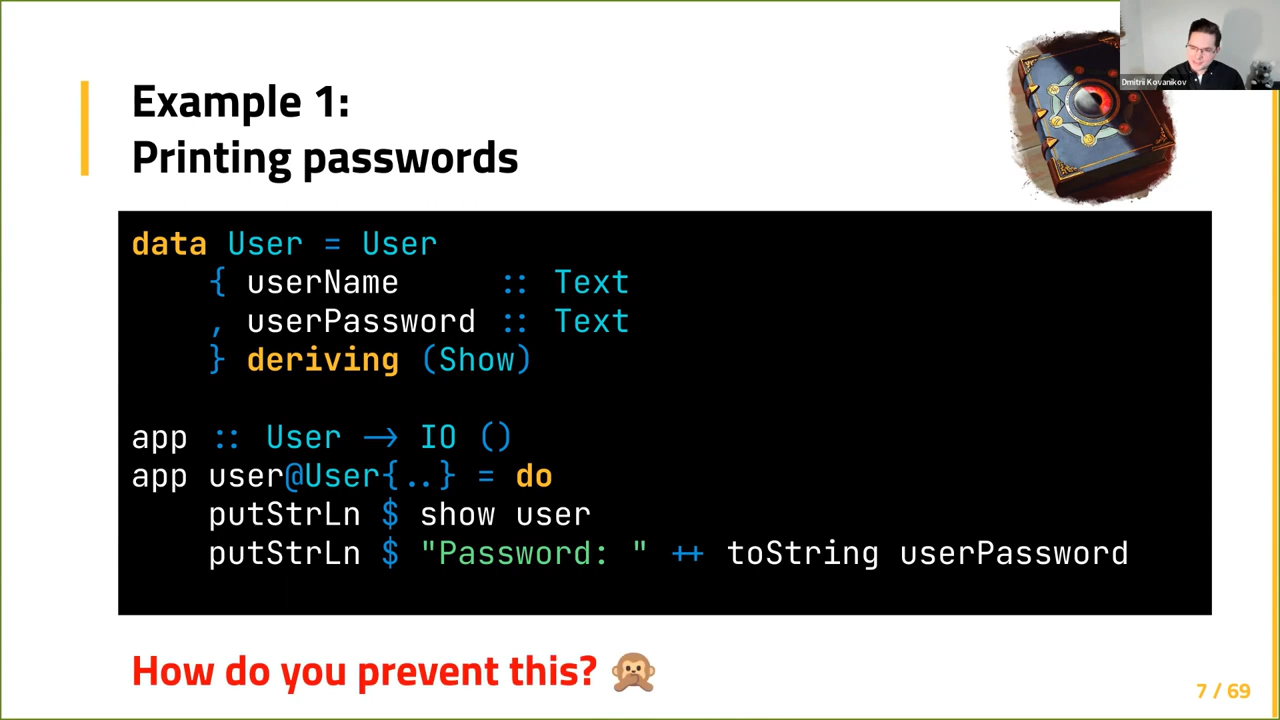 Dmitrii Kovanikov
Example 1:
Printing passwords
data User = User
    { userName     :: Text
    , userPassword :: Text
    } deriving (Show)
app :: User -> IO ()
app user@User{..} = do
    putStrLn $ show user
    putStrLn $ "Password: " ++ toString userPassword
How do you prevent this? 🙊
7 / 69